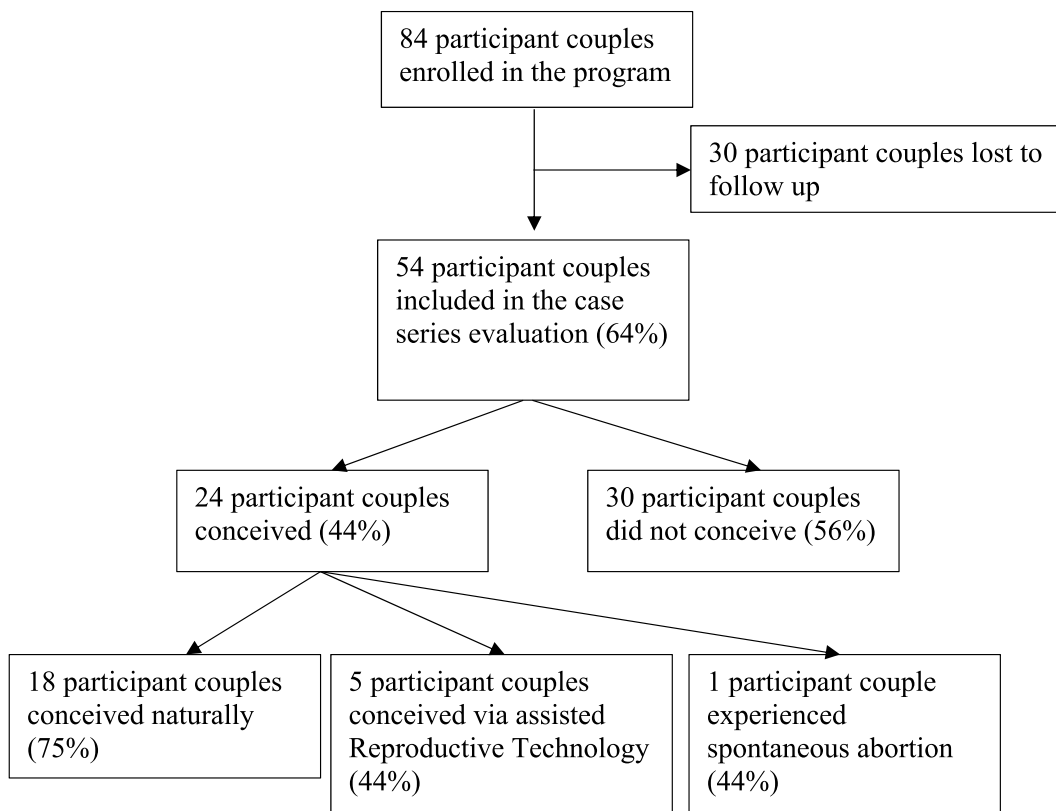 84 participant couples
enrolled in the program
30 participant couples lost to
follow up
54 participant couples
included in the case
series evaluation (64%)
24 participant couples
conceived (44%)
30 participant couples
did not conceive (56%)
18 participant couples
conceived naturally
(75%)
5 participant couples
conceived via assisted
Reproductive Technology
(44%)
1 participant couple
experienced
spontaneous abortion
(44%)